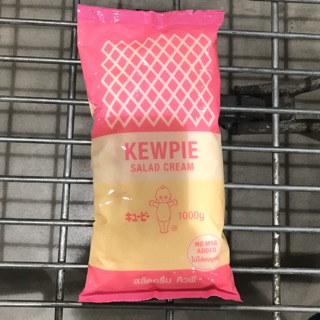 KEWPIE
SALAD CREAM
キューピー
1000g
NO MSG
ADDED
สลัดครีม คิวพี